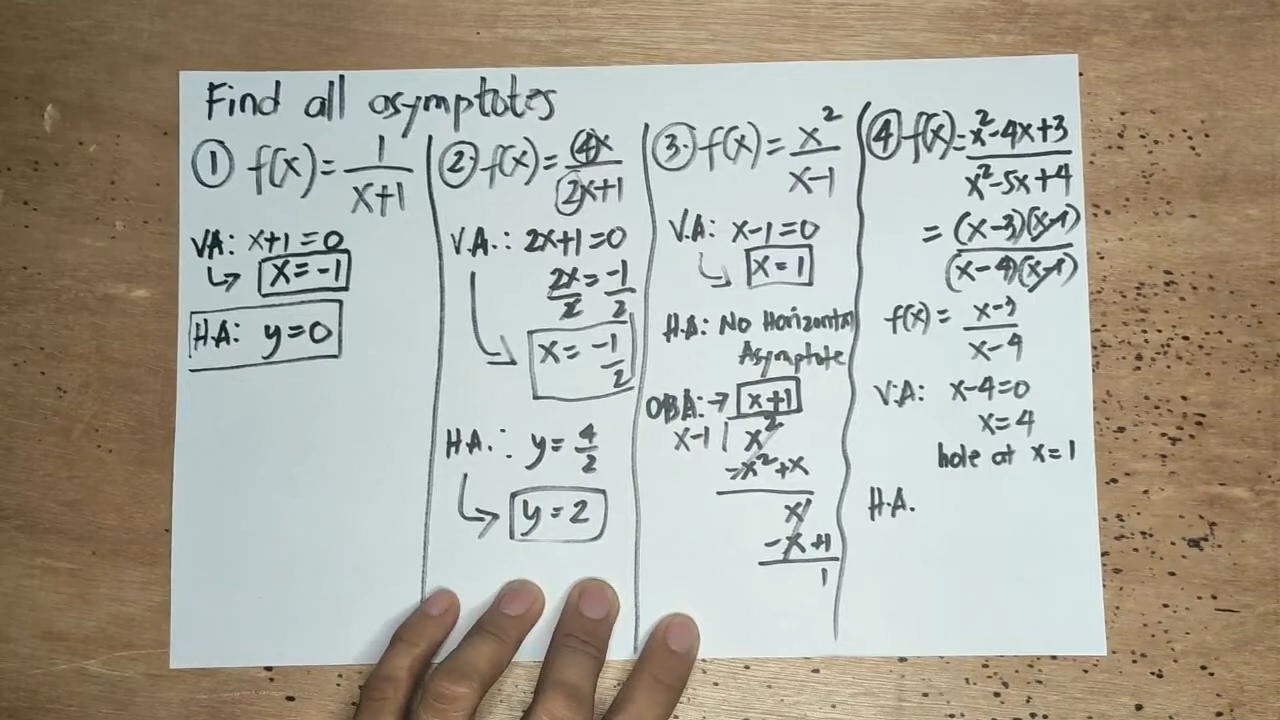 Find all asymptotes
① f(x) = 1/(x+1)
V.A: x+1=0
↳ x=-1
H.A: y=0
②. f(x) = 4x/(2x+1)
V.A.: 2x+1=0
2x/2 = -1/2
x = -1/2
H.A.: y = 4/2
↳ y=2
③. f(x) = x²/(x-1)
V.A: x-1=0
↳ x=1
H.A: No Horizontal
Asymptote
OBA: → x+1
x-1 | x²
-x²+x
x
-x+1
1
④ f(x) = (x²-4x+3)/(x²-5x+4)
= (x-3)(x-1)/(x-4)(x-1)
f(x) = (x-3)/(x-4)
V.A: x-4=0
x=4
hole at x=1
H.A.